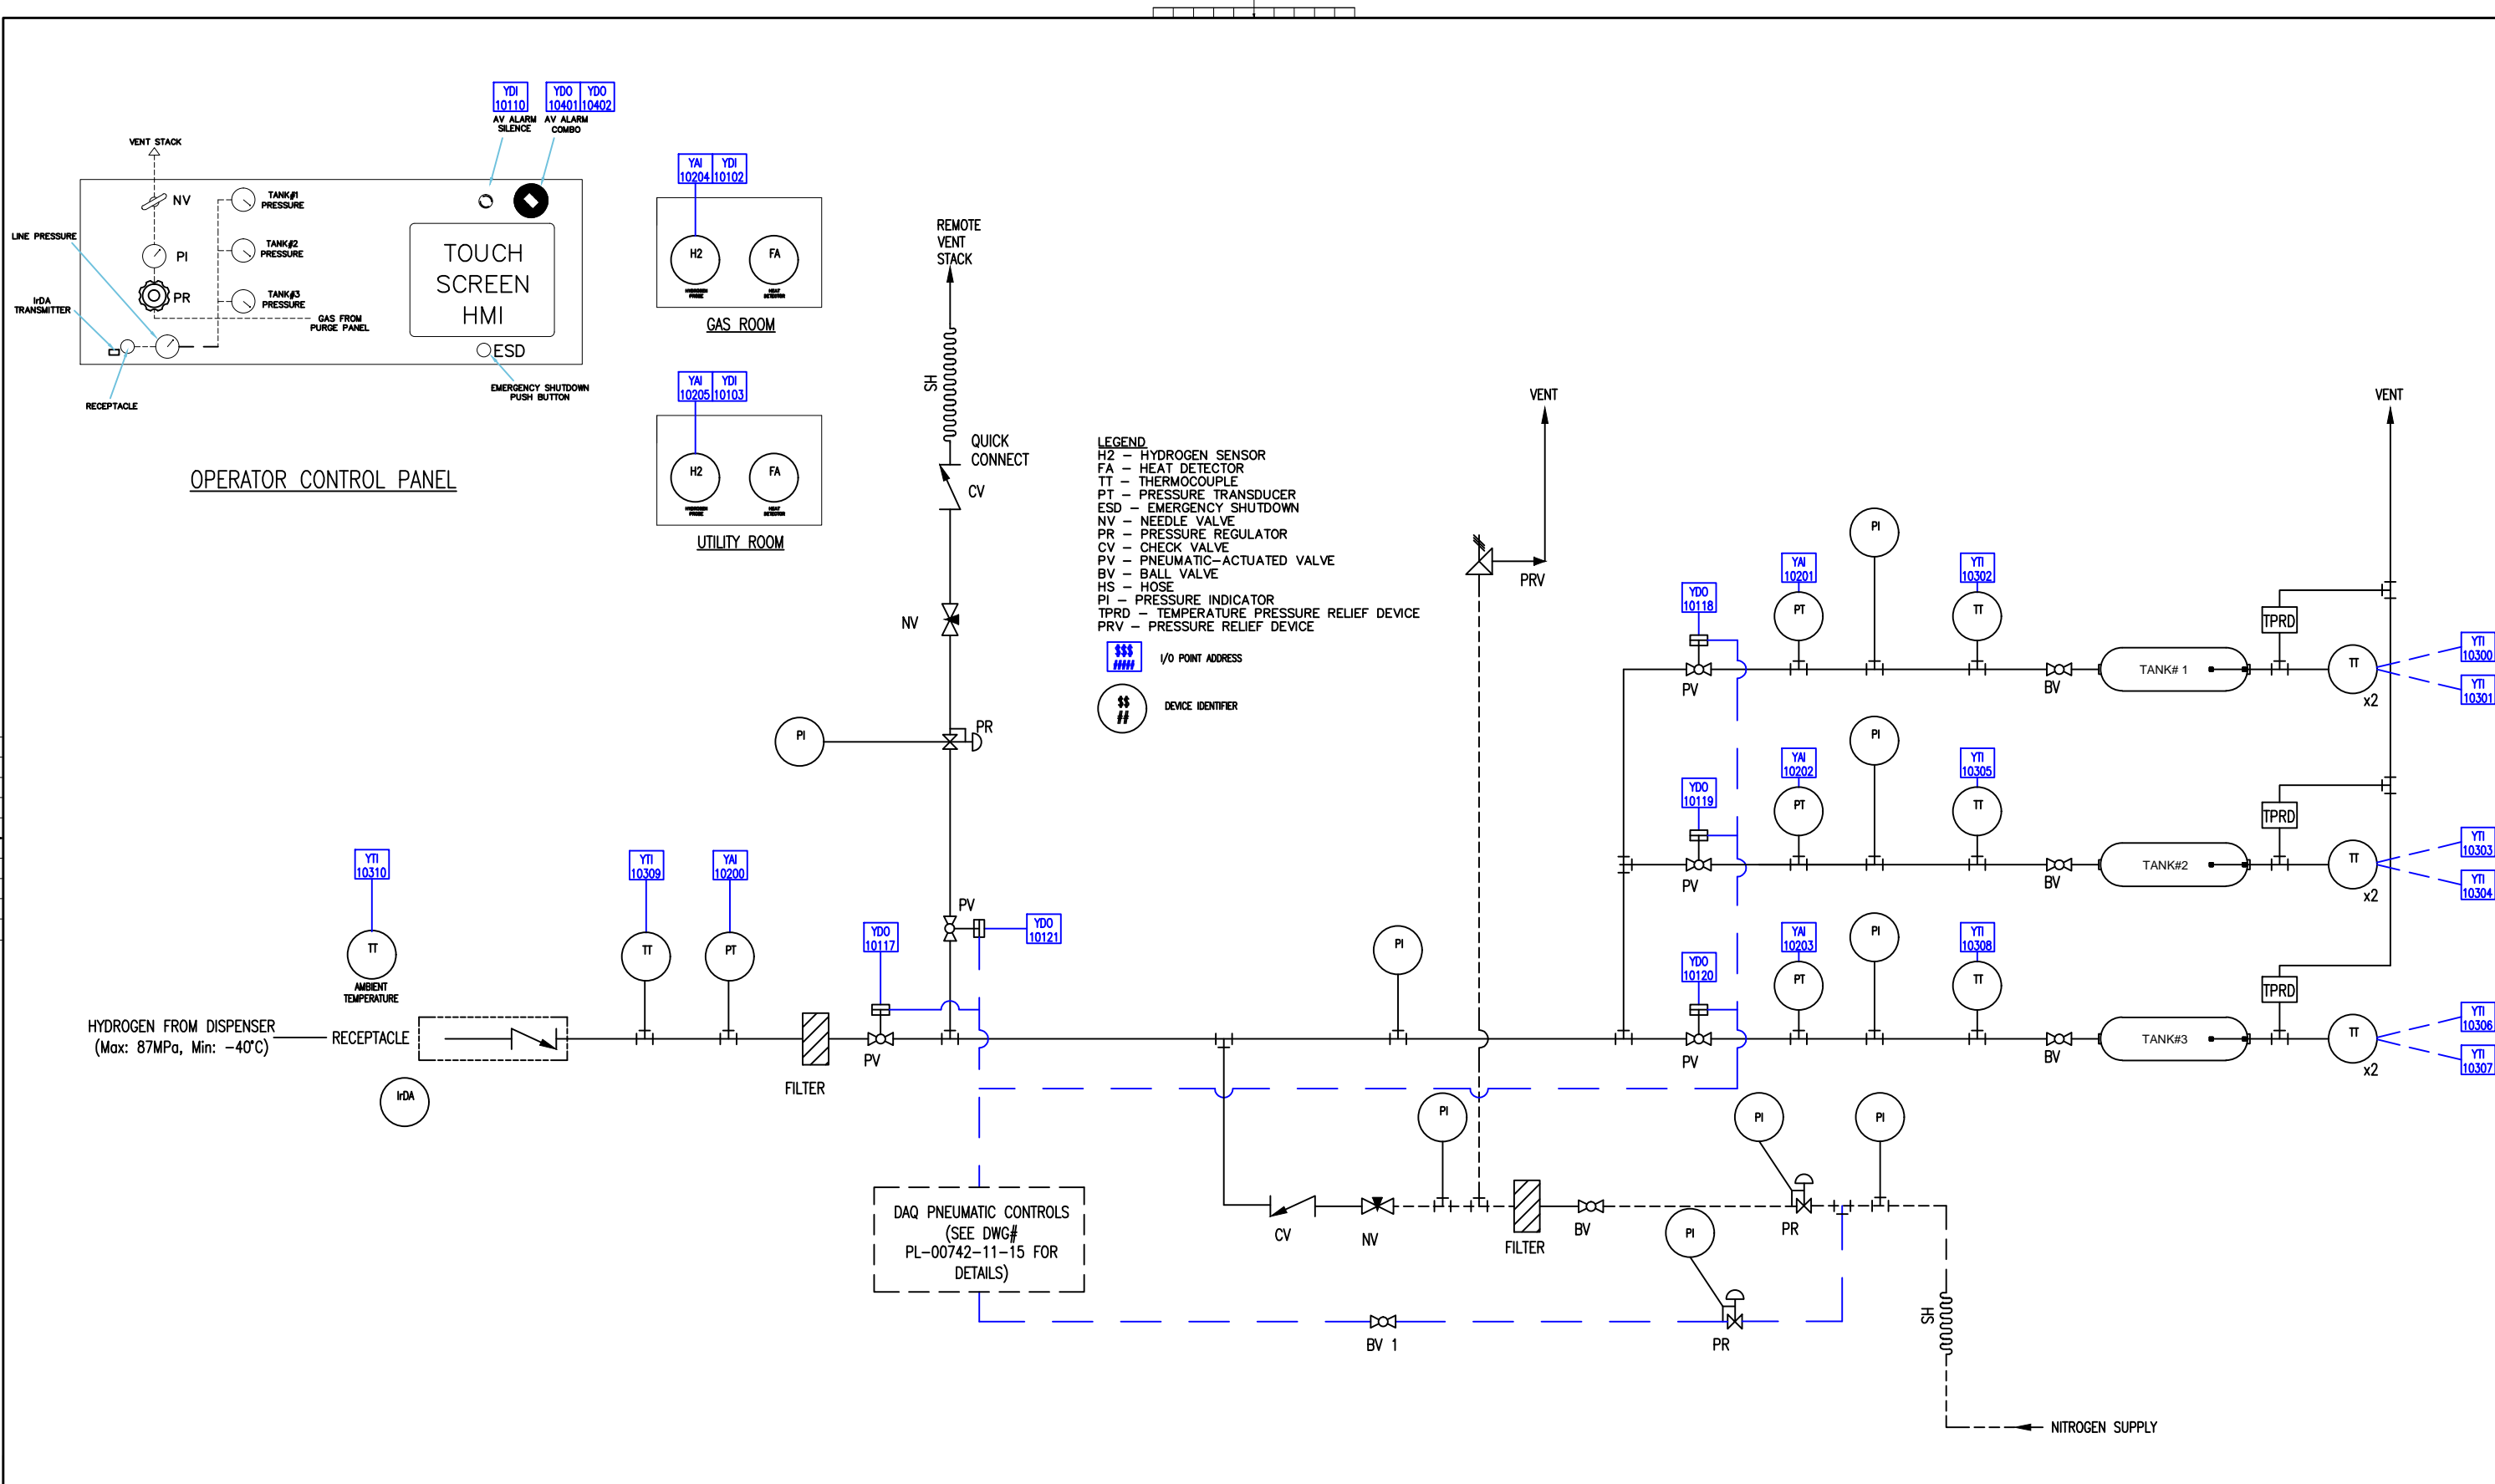 YDI
10110
AV ALARM
SILENCE
YDO
10401
YDO
10402
AV ALARM
COMBO
VENT STACK
NV
TANK#1
PRESSURE
LINE PRESSURE
PI
TANK#2
PRESSURE
TOUCH
SCREEN
HMI
PR
TANK#3
PRESSURE
IrDA
TRANSMITTER
GAS FROM
PURGE PANEL
ESD
EMERGENCY SHUTDOWN
PUSH BUTTON
RECEPTACLE
OPERATOR CONTROL PANEL
YAI
10204
YDI
10102
H2
FA
HYDROGEN
PROBE
HEAT
DETECTOR
GAS ROOM
YAI
10205
YDI
10103
H2
FA
HYDROGEN
PROBE
HEAT
DETECTOR
UTILITY ROOM
REMOTE
VENT
STACK
SH
QUICK
CONNECT
CV
NV
PI
PR
PV
YDO
10121
LEGEND
H2 – HYDROGEN SENSOR
FA – HEAT DETECTOR
TT – THERMOCOUPLE
PT – PRESSURE TRANSDUCER
ESD – EMERGENCY SHUTDOWN
NV – NEEDLE VALVE
PR – PRESSURE REGULATOR
CV – CHECK VALVE
PV – PNEUMATIC-ACTUATED VALVE
BV – BALL VALVE
HS – HOSE
PI – PRESSURE INDICATOR
TPRD – TEMPERATURE PRESSURE RELIEF DEVICE
PRV – PRESSURE RELIEF DEVICE
$$$
#####
I/O POINT ADDRESS
$$
##
DEVICE IDENTIFIER
VENT
PRV
VENT
YDO
10118
PV
YAI
10201
PT
PI
YTI
10302
TT
BV
TANK# 1
TPRD
TT
x2
YTI
10300
YTI
10301
YDO
10119
PV
YAI
10202
PT
PI
YTI
10305
TT
BV
TANK#2
TPRD
TT
x2
YTI
10303
YTI
10304
YDO
10120
PV
YAI
10203
PT
PI
YTI
10308
TT
BV
TANK#3
TPRD
TT
x2
YTI
10306
YTI
10307
YTI
10310
TT
AMBIENT
TEMPERATURE
YTI
10309
TT
YAI
10200
PT
YDO
10117
PV
PI
HYDROGEN FROM DISPENSER
(Max: 87MPa, Min: -40°C)
RECEPTACLE
IrDA
FILTER
DAQ PNEUMATIC CONTROLS
(SEE DWG#
PL-00742-11-15 FOR
DETAILS)
CV
NV
PI
FILTER
BV
PI
PR
PI
PI
PR
BV 1
SH
NITROGEN SUPPLY